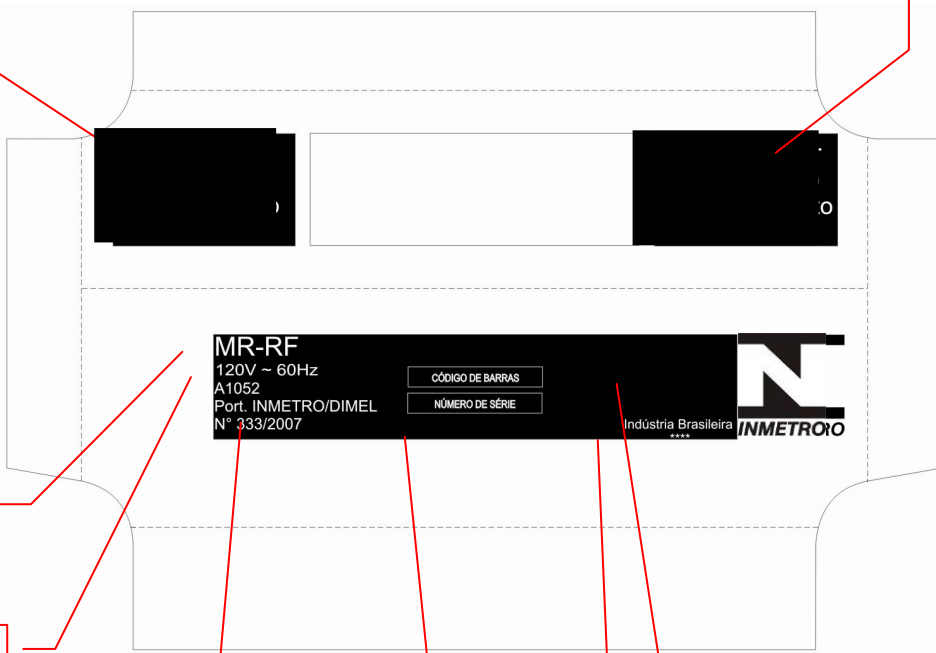 MR-RF
120V ~ 60Hz
A1052
Port. INMETRO/DIMEL
N° 333/2007
CÓDIGO DE BARRAS
NÚMERO DE SÉRIE
Indústria Brasileira
****
INMETRO